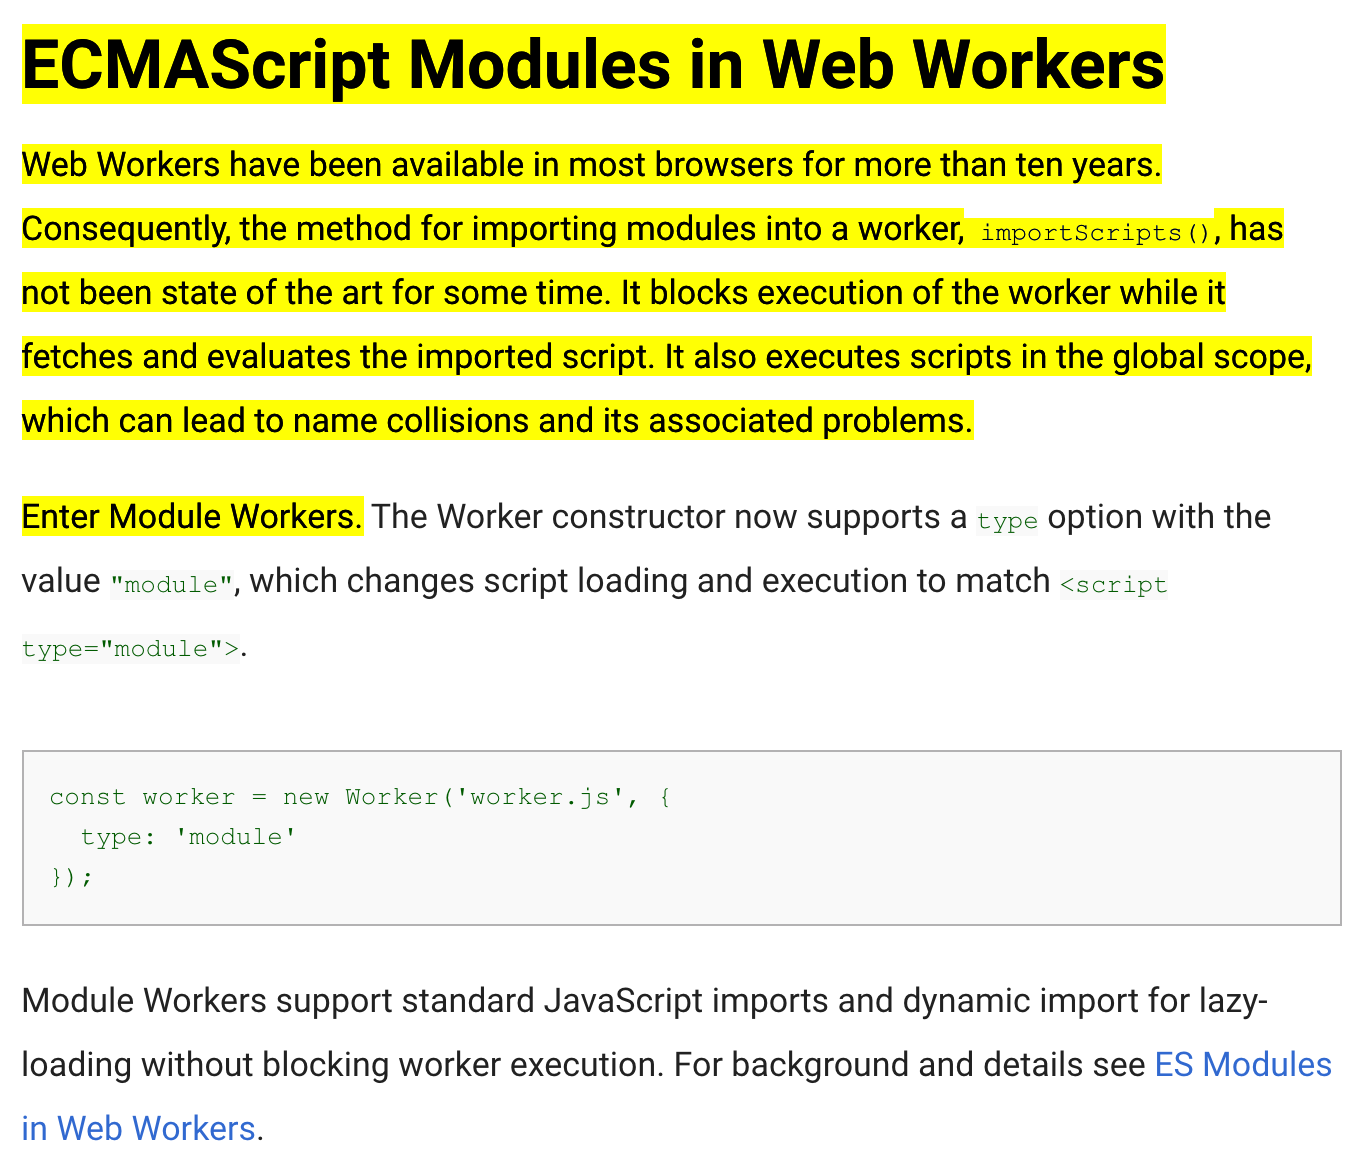 ECMAScript Modules in Web Workers
Web Workers have been available in most browsers for more than ten years.
Consequently, the method for importing modules into a worker, importScripts(), has
not been state of the art for some time. It blocks execution of the worker while it
fetches and evaluates the imported script. It also executes scripts in the global scope,
which can lead to name collisions and its associated problems.
Enter Module Workers. The Worker constructor now supports a type option with the
value "module", which changes script loading and execution to match <script
type="module">.
const worker = new Worker('worker.js', {
  type: 'module'
});
Module Workers support standard JavaScript imports and dynamic import for lazy-
loading without blocking worker execution. For background and details see ES Modules
in Web Workers.